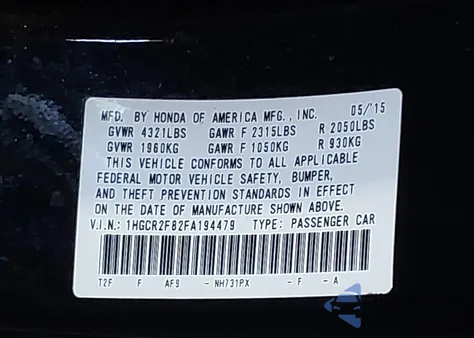 MFD. BY HONDA OF AMERICA MFG., INC. 05/15
GVWR 4321LBS GAWR F 2315LBS R 2050LBS
GVWR 1960KG GAWR F 1050KG R 930KG
THIS VEHICLE CONFORMS TO ALL APPLICABLE
FEDERAL MOTOR VEHICLE SAFETY, BUMPER,
AND THEFT PREVENTION STANDARDS IN EFFECT
ON THE DATE OF MANUFACTURE SHOWN ABOVE.
V.I.N.: 1HGCR2F82FA194479 TYPE: PASSENGER CAR
T2F F AF9 - NH731PX - F - A